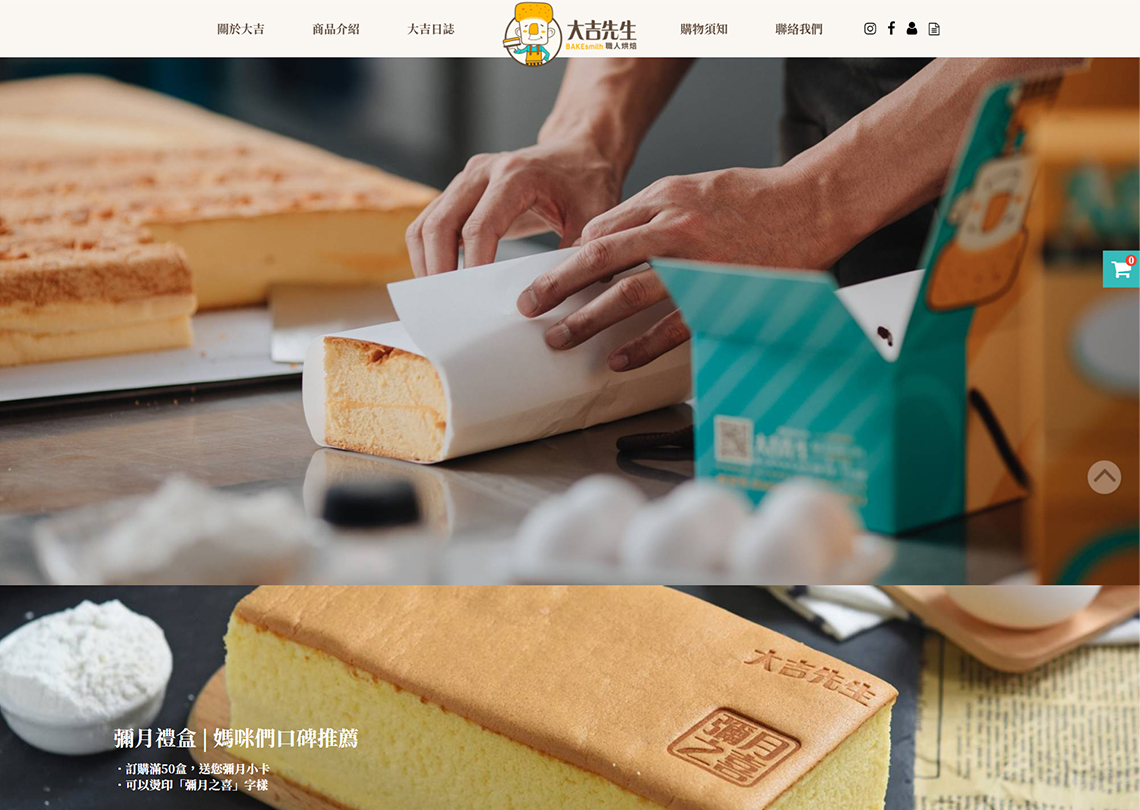 關於大吉
商品介紹
大吉日誌
大吉先生
BAKEsmith 職人烘焙
購物須知
聯絡我們
0
大吉先生
彌月之喜
彌月禮盒 | 媽咪們口碑推薦
・訂購滿50盒，送您彌月小卡
・可以燙印「彌月之喜」字樣